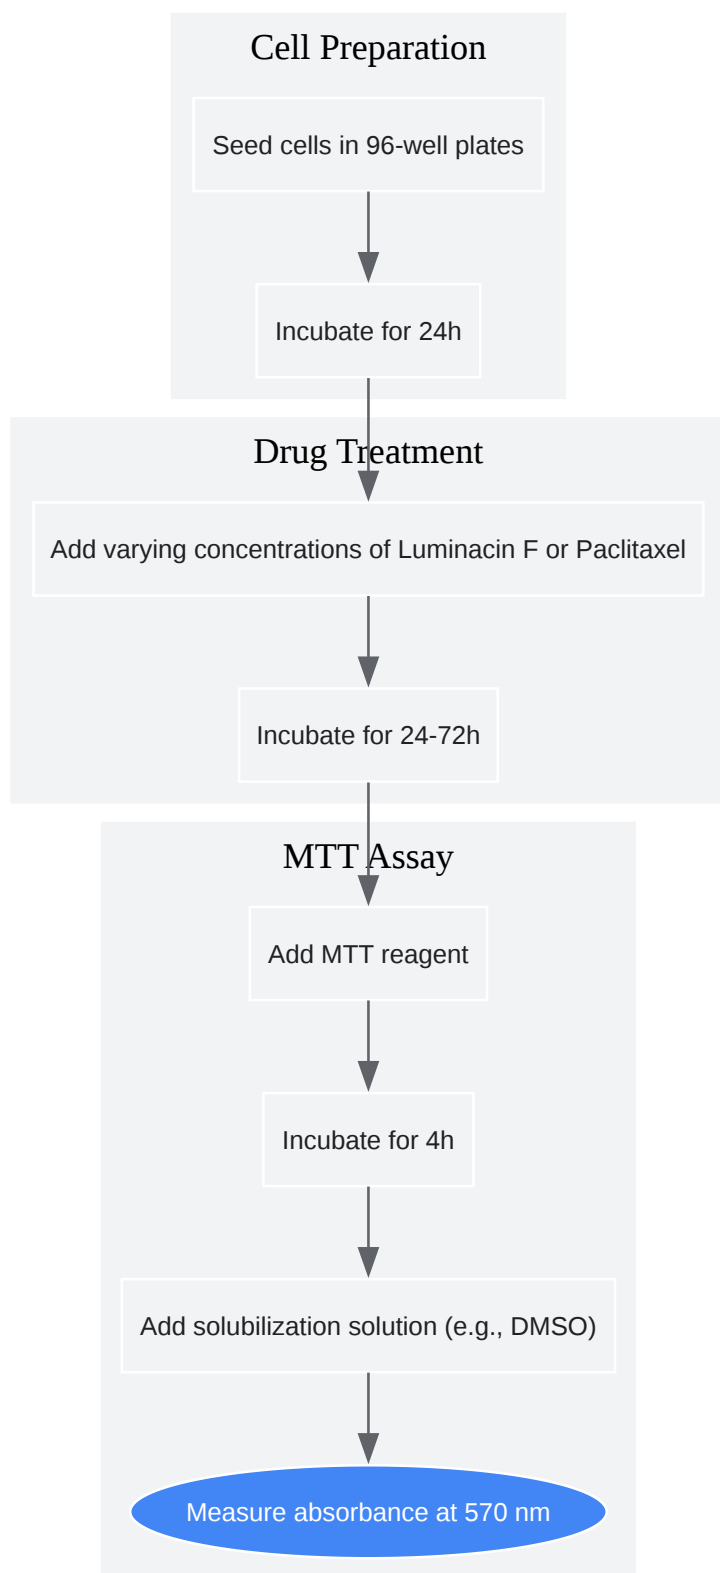 Cell Preparation
Seed cells in 96-well plates
Incubate for 24h
Drug Treatment
Add varying concentrations of Luminacin F or Paclitaxel
Incubate for 24-72h
MTT Assay
Add MTT reagent
Incubate for 4h
Add solubilization solution (e.g., DMSO)
Measure absorbance at 570 nm